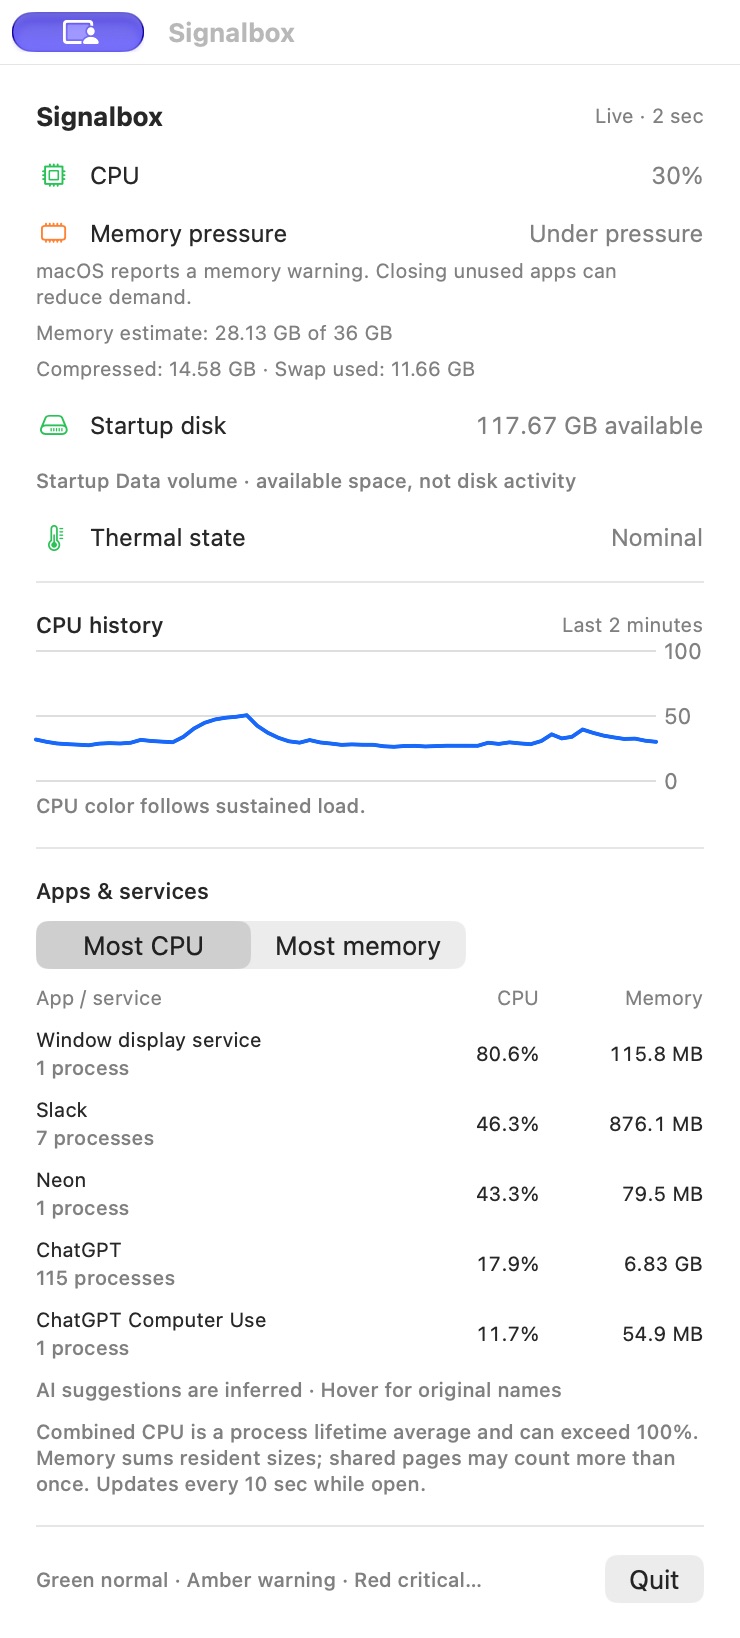 Signalbox
Signalbox
Live · 2 sec
CPU
30%
Memory pressure
Under pressure
macOS reports a memory warning. Closing unused apps can
reduce demand.
Memory estimate: 28.13 GB of 36 GB
Compressed: 14.58 GB · Swap used: 11.66 GB
Startup disk
117.67 GB available
Startup Data volume · available space, not disk activity
Thermal state
Nominal
CPU history
Last 2 minutes
100
50
0
CPU color follows sustained load.
Apps & services
Most CPU
Most memory
App / service
CPU
Memory
Window display service
1 process
80.6%
115.8 MB
Slack
7 processes
46.3%
876.1 MB
Neon
1 process
43.3%
79.5 MB
ChatGPT
115 processes
17.9%
6.83 GB
ChatGPT Computer Use
1 process
11.7%
54.9 MB
AI suggestions are inferred · Hover for original names
Combined CPU is a process lifetime average and can exceed 100%.
Memory sums resident sizes; shared pages may count more than
once. Updates every 10 sec while open.
Green normal · Amber warning · Red critical...
Quit